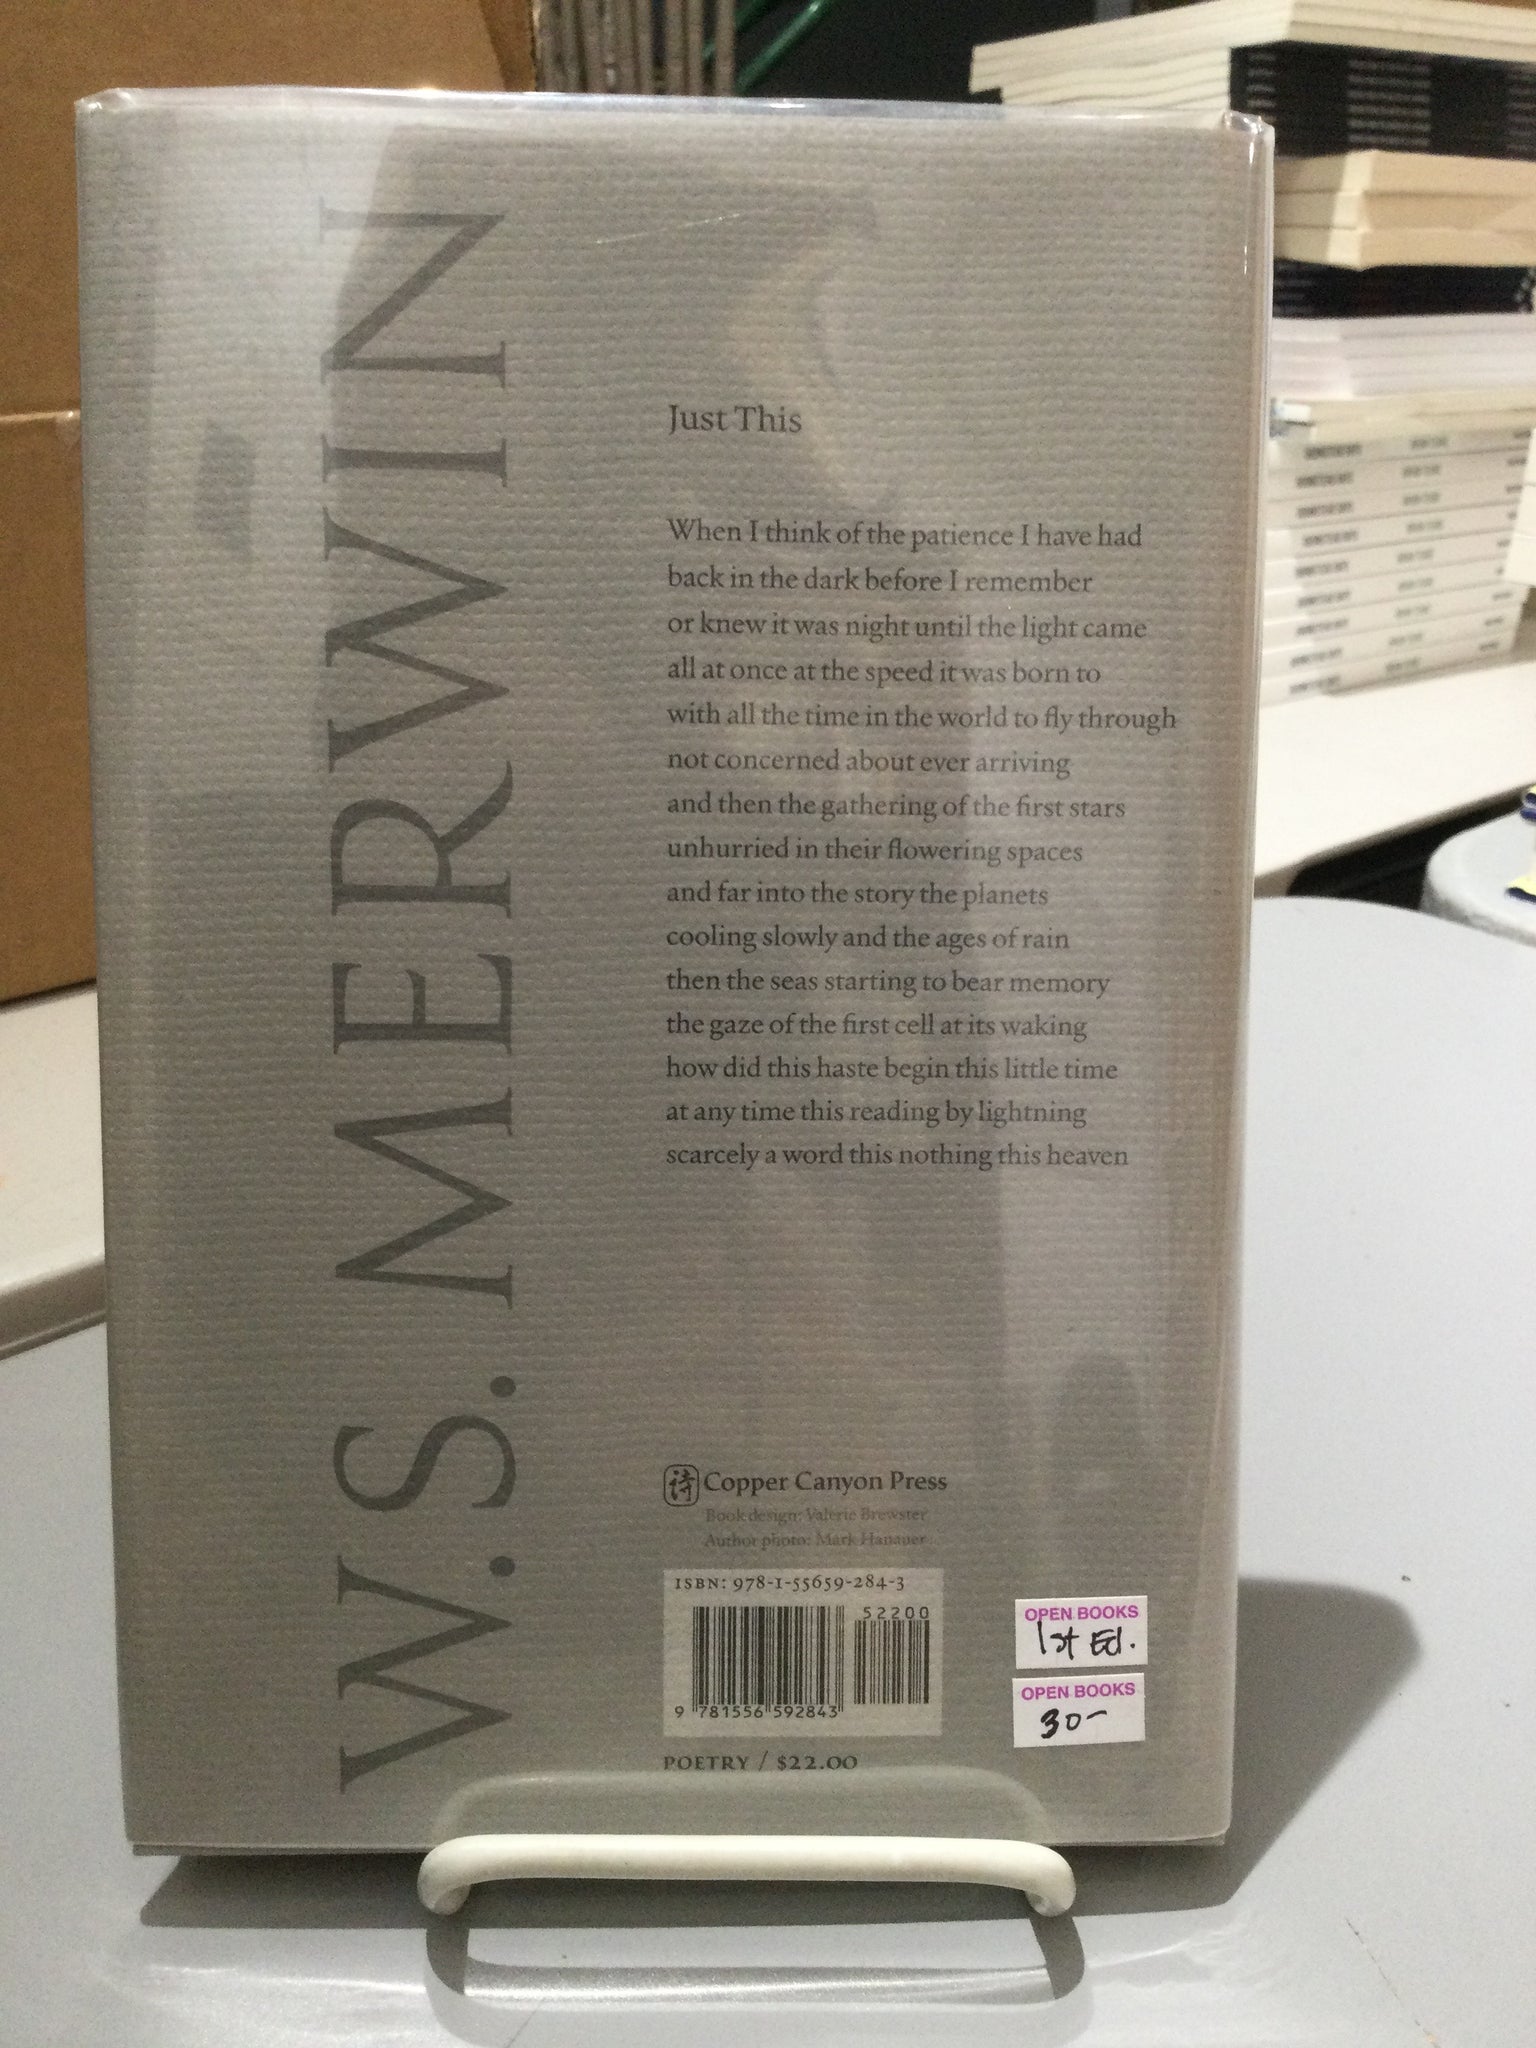 W.S. MERWIN
Just This
When I think of the patience I have had
back in the dark before I remember
or knew it was night until the light came
all at once at the speed it was born to
with all the time in the world to fly through
not concerned about ever arriving
and then the gathering of the first stars
unhurried in their flowering spaces
and far into the story the planets
cooling slowly and the ages of rain
then the seas starting to bear memory
the gaze of the first cell at its waking
how did this haste begin this little time
at any time this reading by lightning
scarcely a word this nothing this heaven
诗 Copper Canyon Press
Book design: Valerie Brewster
Author photo: Mark Hanauer
ISBN: 978-1-55659-284-3
52200
9 781556 592843
POETRY / $22.00
OPEN BOOKS
1st Ed.
OPEN BOOKS
30-